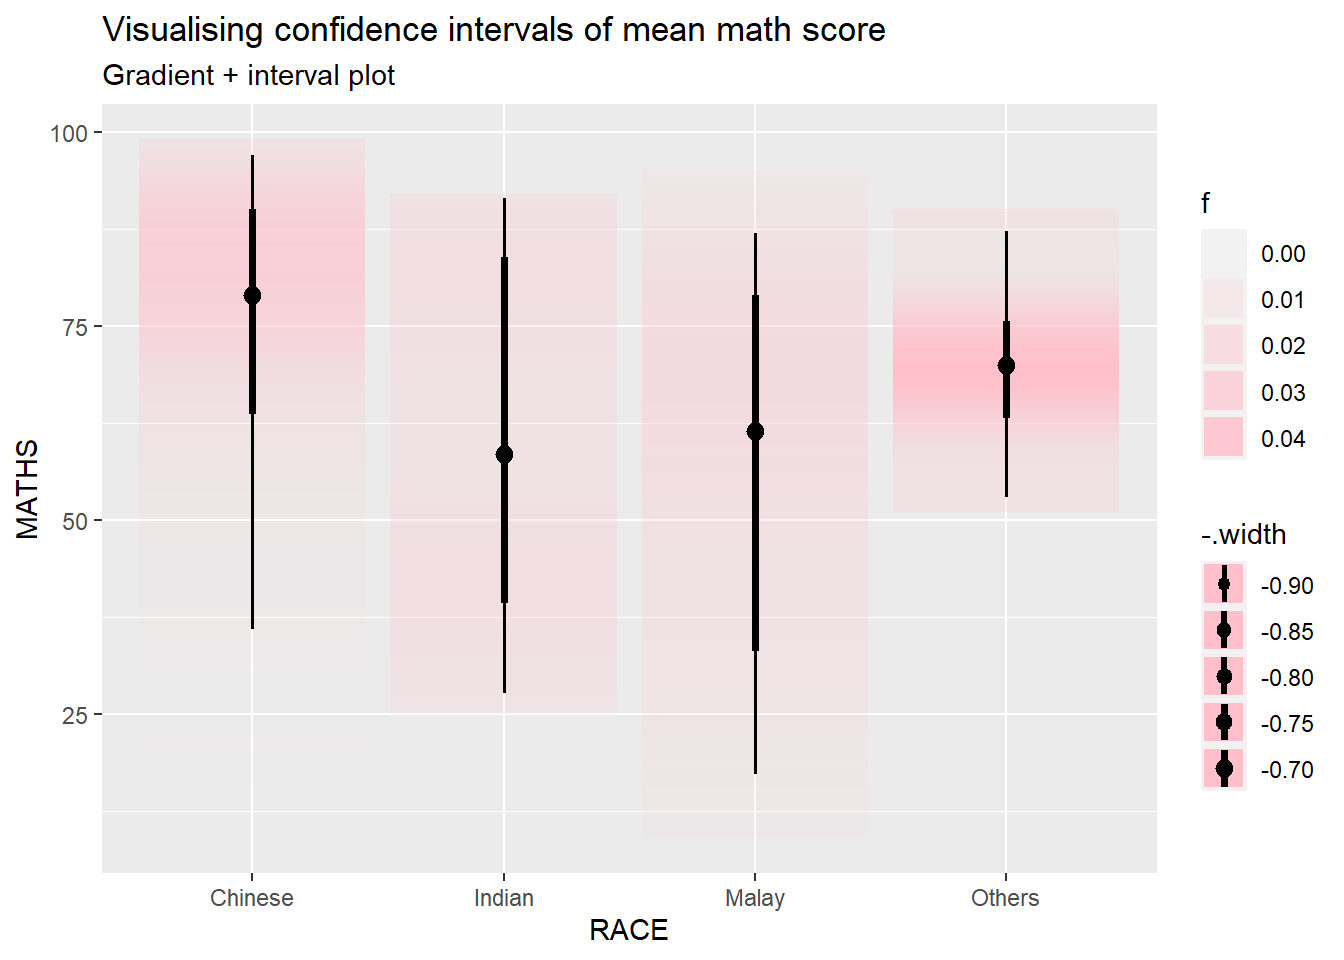 Visualising confidence intervals of mean math score
Gradient + interval plot
100
75
50
25
MATHS
Chinese
Indian
Malay
Others
RACE
f
0.00
0.01
0.02
0.03
0.04
-.width
-0.90
-0.85
-0.80
-0.75
-0.70